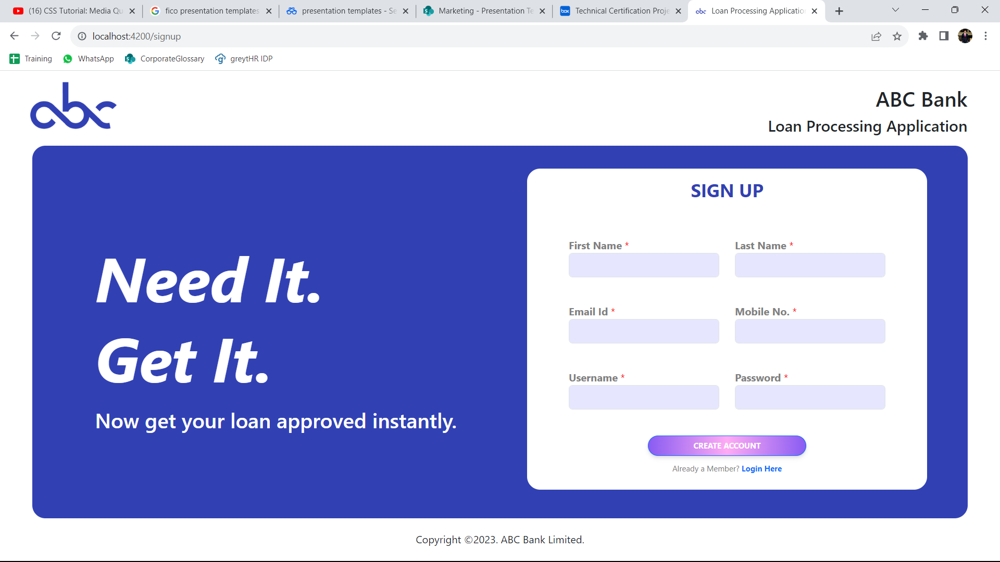 (16) CSS Tutorial: Media Qu
fico presentation templates
presentation templates - Se
Marketing - Presentation Te
Technical Certification Proje
Loan Processing Applicatio
localhost:4200/signup
Training
WhatsApp
CorporateGlossary
greytHR IDP
abc
ABC Bank
Loan Processing Application
Need It.
Get It.
Now get your loan approved instantly.
SIGN UP
First Name *
Last Name *
Email Id *
Mobile No. *
Username *
Password *
CREATE ACCOUNT
Already a Member? Login Here
Copyright ©2023. ABC Bank Limited.